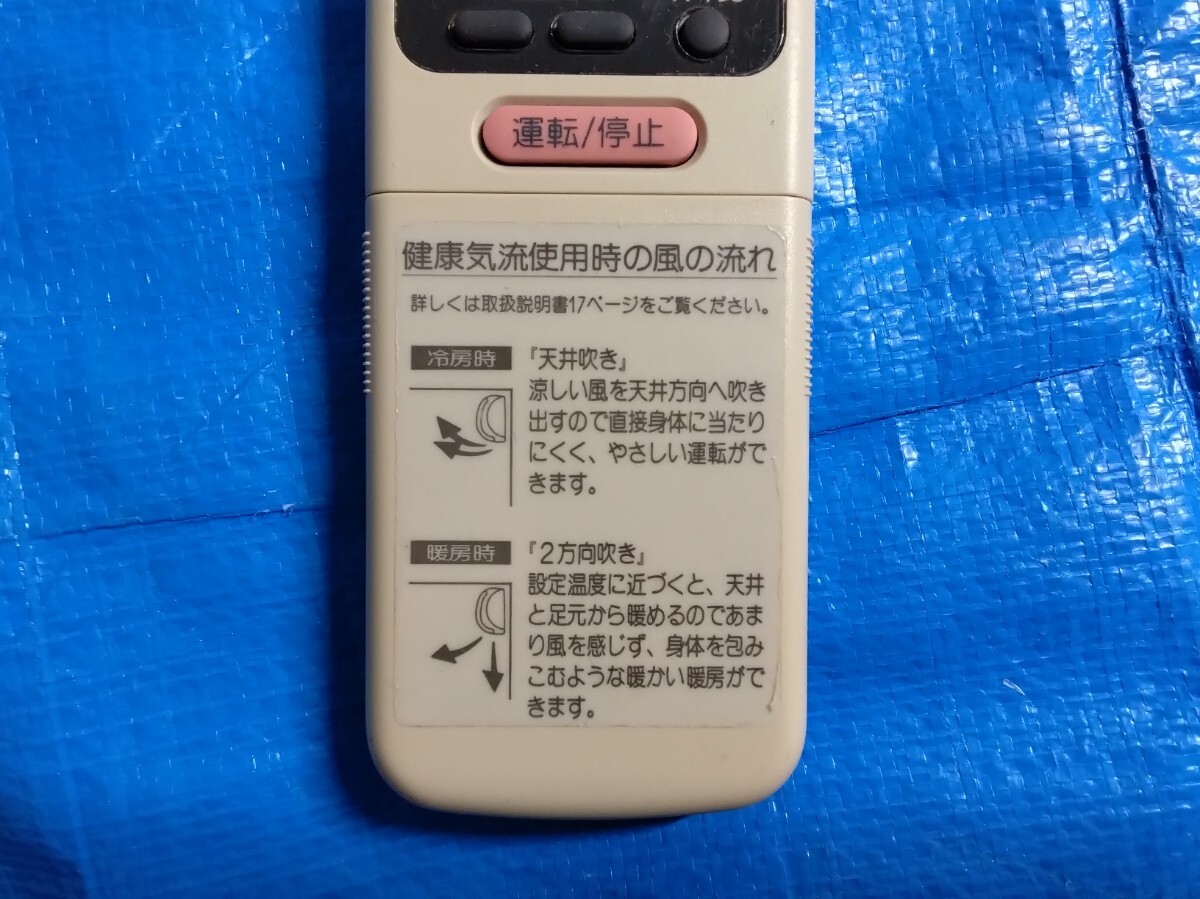 運転/停止
健康気流使用時の風の流れ
詳しくは取扱説明書17ページをご覧ください。
冷房時
『天井吹き』
涼しい風を天井方向へ吹き
出すので直接身体に当たり
にくく、やさしい運転がで
きます。
暖房時
『2方向吹き』
設定温度に近づくと、天井
と足元から暖めるのであま
り風を感じず、身体を包み
こむような暖かい暖房がで
きます。